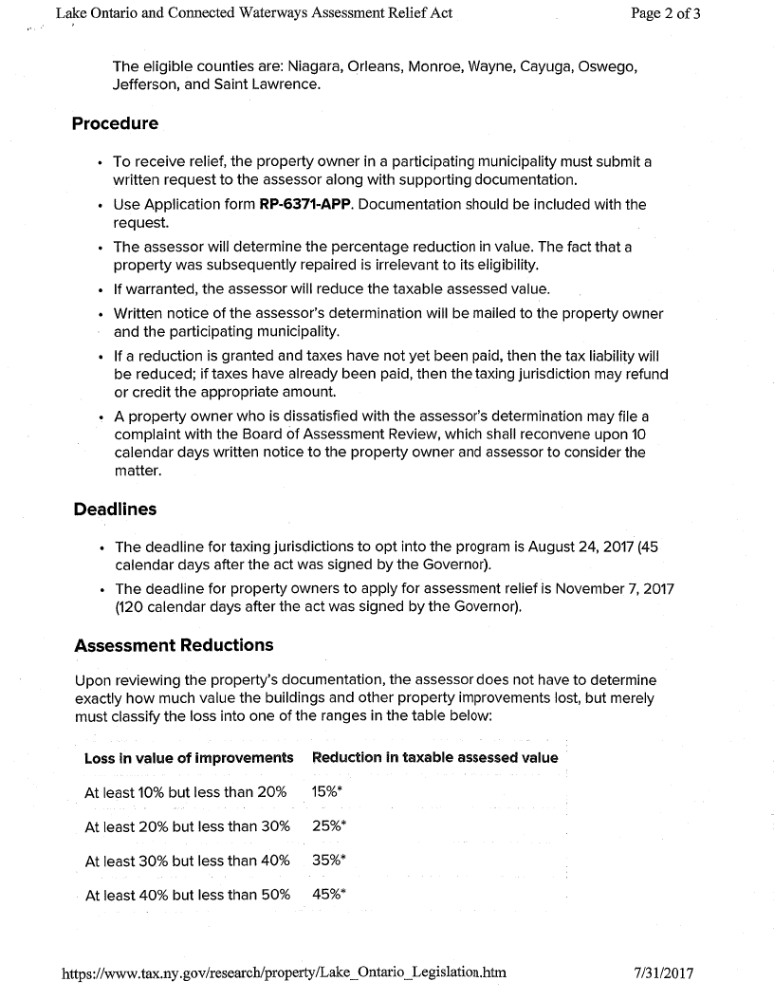 Lake Ontario and Connected Waterways Assessment Relief Act Page 2 of 3
The eligible counties are: Niagara, Orleans, Monroe, Wayne, Cayuga, Oswego,
Jefferson, and Saint Lawrence.
Procedure
• To receive relief, the property owner in a participating municipality must submit a
written request to the assessor along with supporting documentation.
• Use Application form RP-6371-APP. Documentation should be included with the
request.
• The assessor will determine the percentage reduction in value. The fact that a
property was subsequently repaired is irrelevant to its eligibility.
• If warranted, the assessor will reduce the taxable assessed value.
• Written notice of the assessor's determination will be mailed to the property owner
and the participating municipality.
• If a reduction is granted and taxes have not yet been paid, then the tax liability will
be reduced; if taxes have already been paid, then the taxing jurisdiction may refund
or credit the appropriate amount.
• A property owner who is dissatisfied with the assessor's determination may file a
complaint with the Board of Assessment Review, which shall reconvene upon 10
calendar days written notice to the property owner and assessor to consider the
matter.
Deadlines
• The deadline for taxing jurisdictions to opt into the program is August 24, 2017 (45
calendar days after the act was signed by the Governor).
• The deadline for property owners to apply for assessment relief is November 7, 2017
(120 calendar days after the act was signed by the Governor).
Assessment Reductions
Upon reviewing the property's documentation, the assessor does not have to determine
exactly how much value the buildings and other property improvements lost, but merely
must classify the loss into one of the ranges in the table below:
Loss in value of improvements Reduction in taxable assessed value
At least 10% but less than 20% 15%*
At least 20% but less than 30% 25%*
At least 30% but less than 40% 35%*
At least 40% but less than 50% 45%*
https://www.tax.ny.gov/research/property/Lake_Ontario_Legislation.htm 7/31/2017